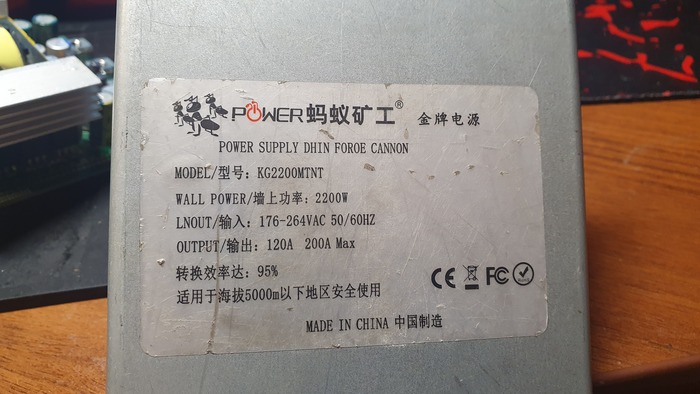 POWER蚂蚁矿工® 金牌电源
POWER SUPPLY DHIN FOROE CANNON
MODEL/型号: KG2200MTNT
WALL POWER/墙上功率: 2200W
LNOUT/输入: 176-264VAC 50/60HZ
OUTPUT/输出: 120A 200A Max
转换效率达: 95%
适用于海拔5000m以下地区安全使用
CE FC
MADE IN CHINA 中国制造